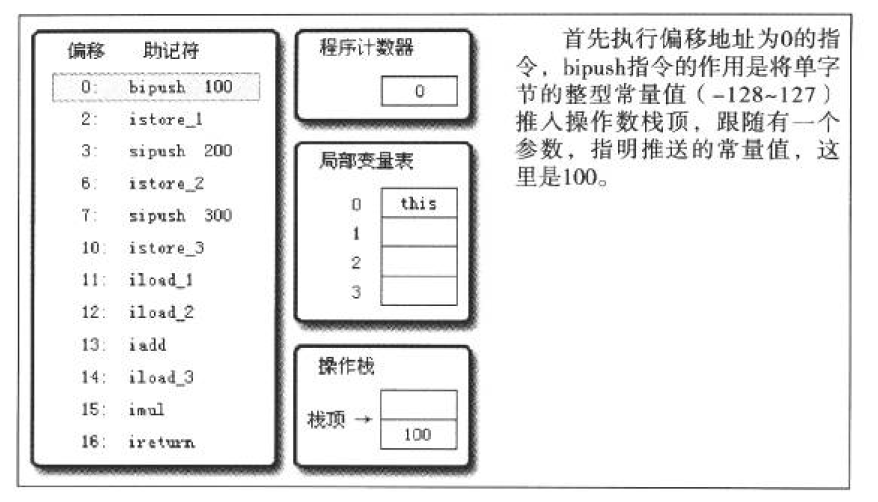 偏移 助记符
0: bipush 100
2: istore_1
3: sipush 200
6: istore_2
7: sipush 300
10: istore_3
11: iload_1
12: iload_2
13: iadd
14: iload_3
15: imul
16: ireturn
程序计数器
0
局部变量表
0 this
1
2
3
操作栈
栈顶 →
100
首先执行偏移地址为0的指
令，bipush指令的作用是将单字
节的整型常量值（-128~127）
推入操作数栈顶，跟随有一个
参数，指明推送的常量值，这
里是100。